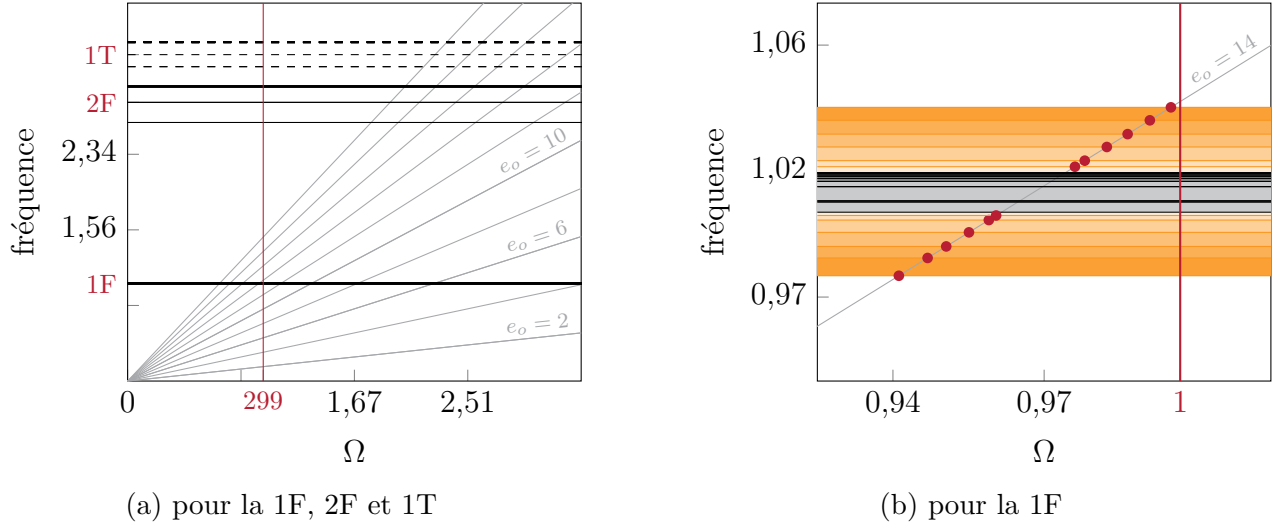 1T
2F
2,34
1,56
1F
fréquence
e_o = 10
e_o = 6
e_o = 2
0
299
1,67
2,51
Ω
(a) pour la 1F, 2F et 1T
1,06
1,02
0,97
fréquence
e_o = 14
0,94
0,97
1
Ω
(b) pour la 1F